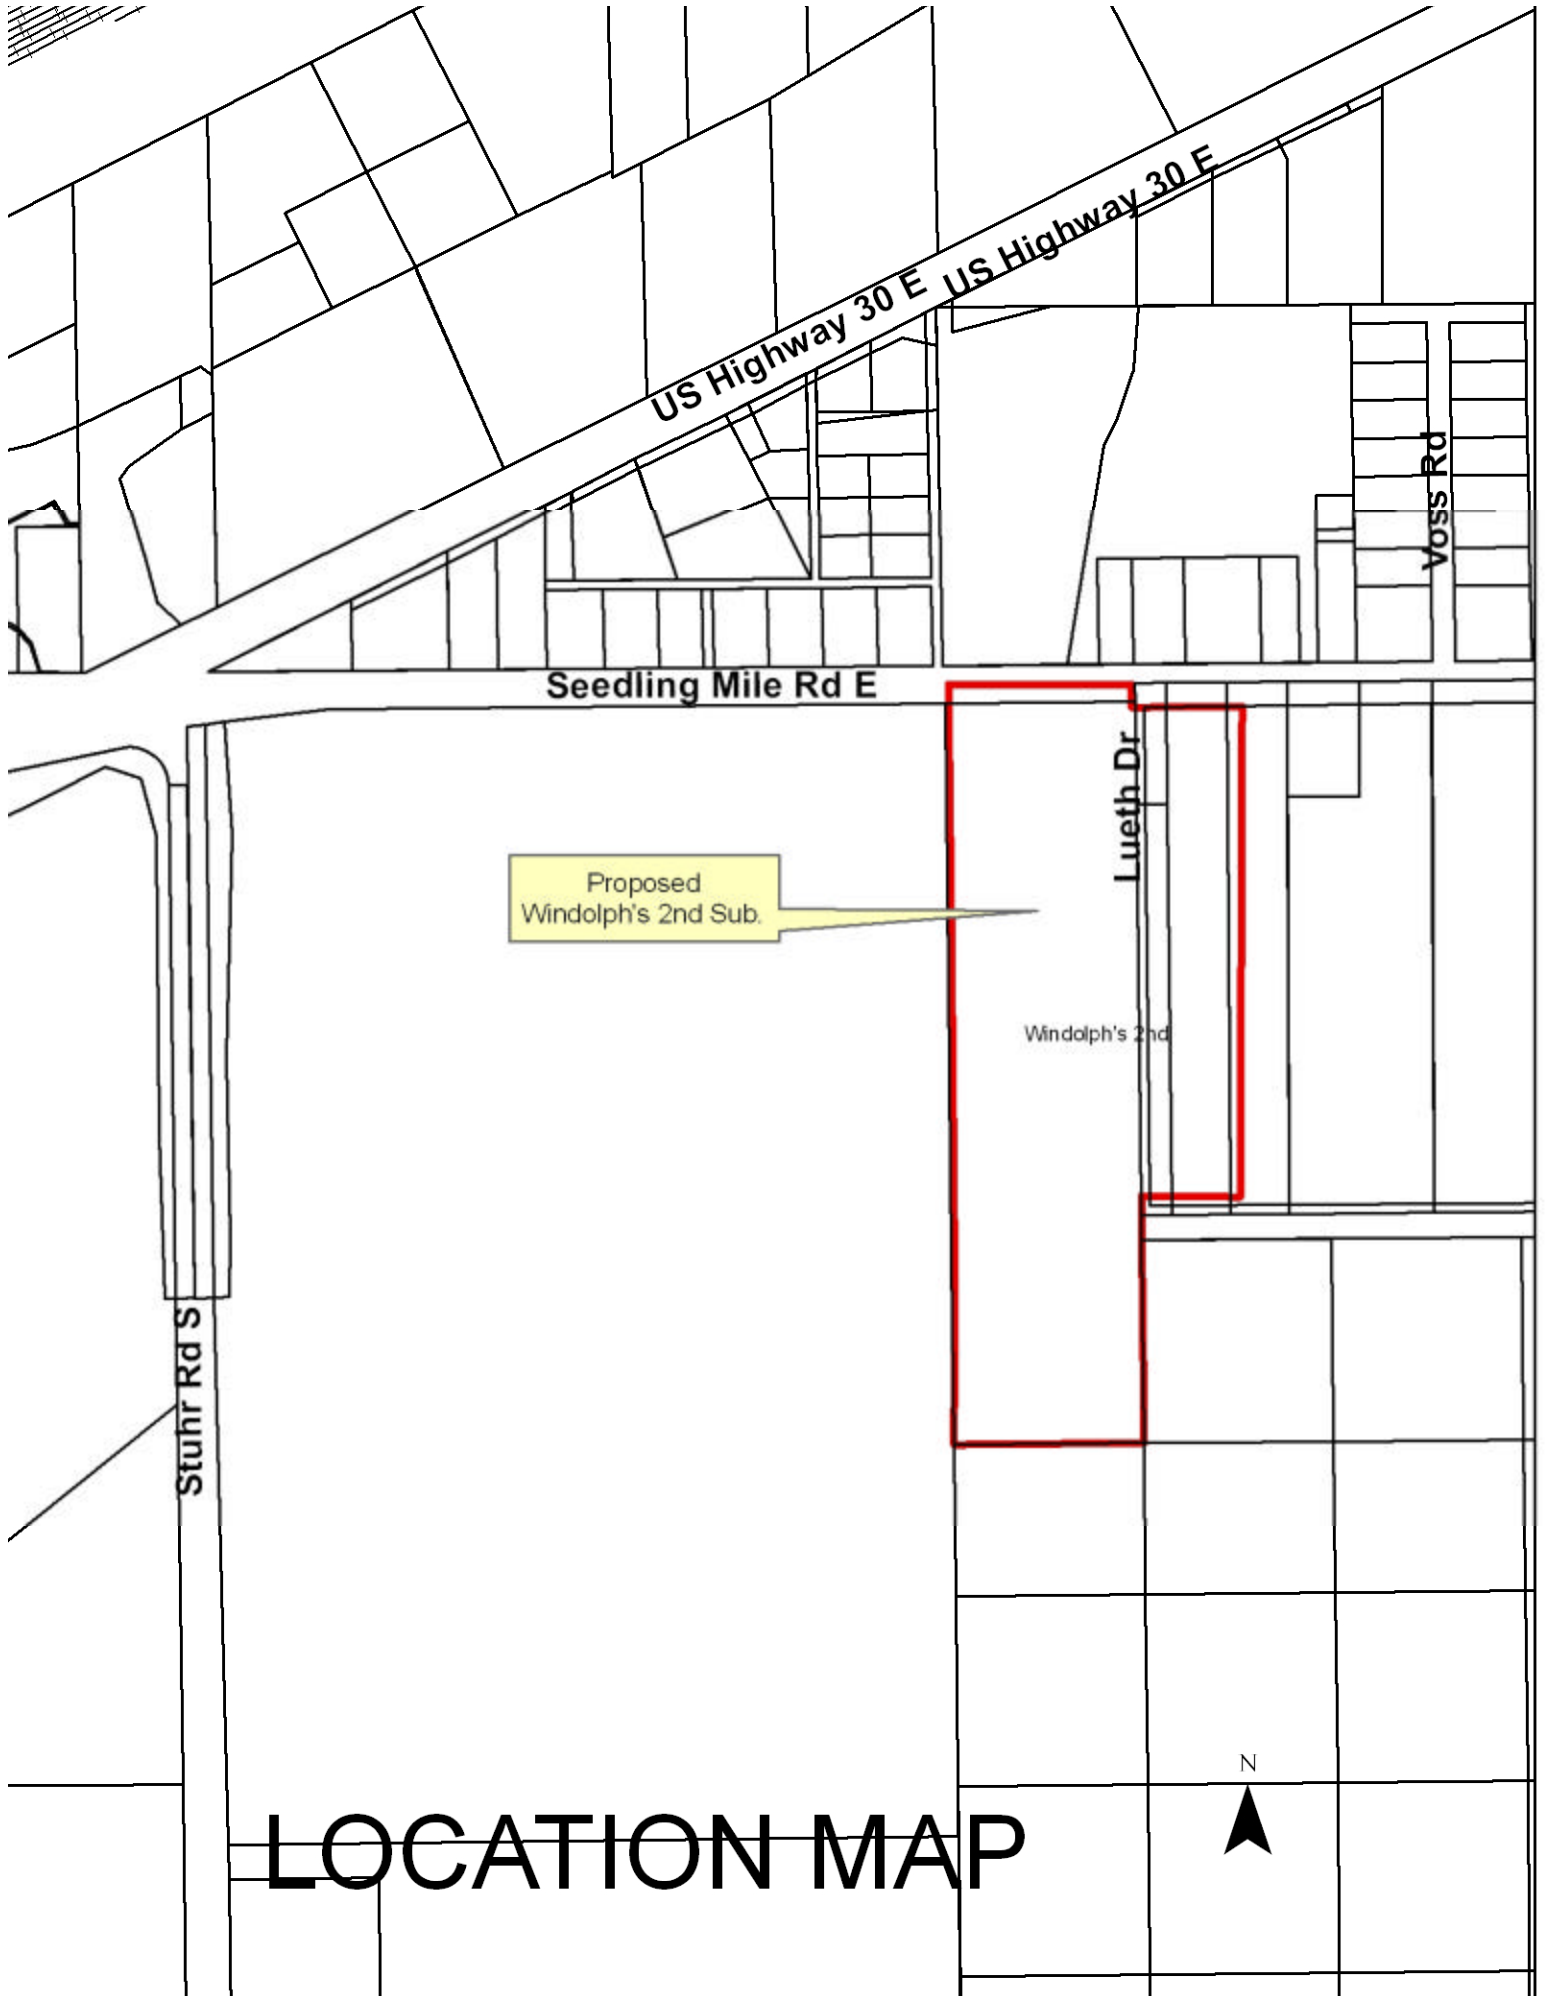 US Highway 30 E
US Highway 30 E
Voss Rd
Seedling Mile Rd E
Lueth Dr
Proposed
Windolph's 2nd Sub.
Windolph's 2nd
Stuhr Rd S
N
LOCATION MAP